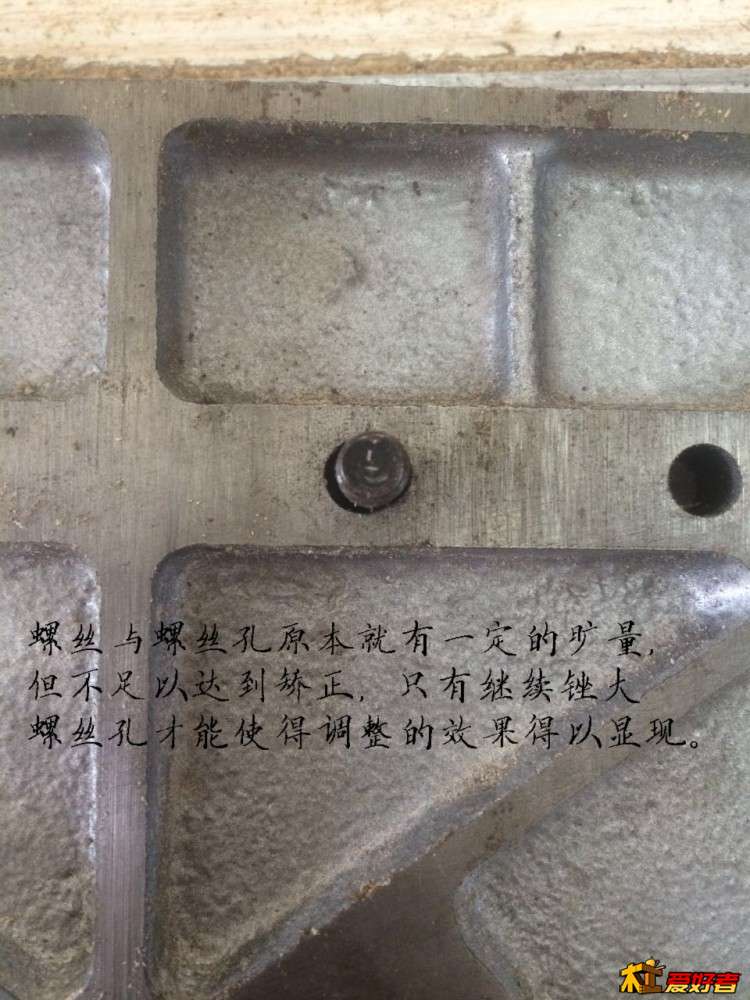 螺丝与螺丝孔原本就有一定的旷量,
但不足以达到矫正, 只有继续锉大
螺丝孔才能使得调整的效果得以显现。
木工爱好者